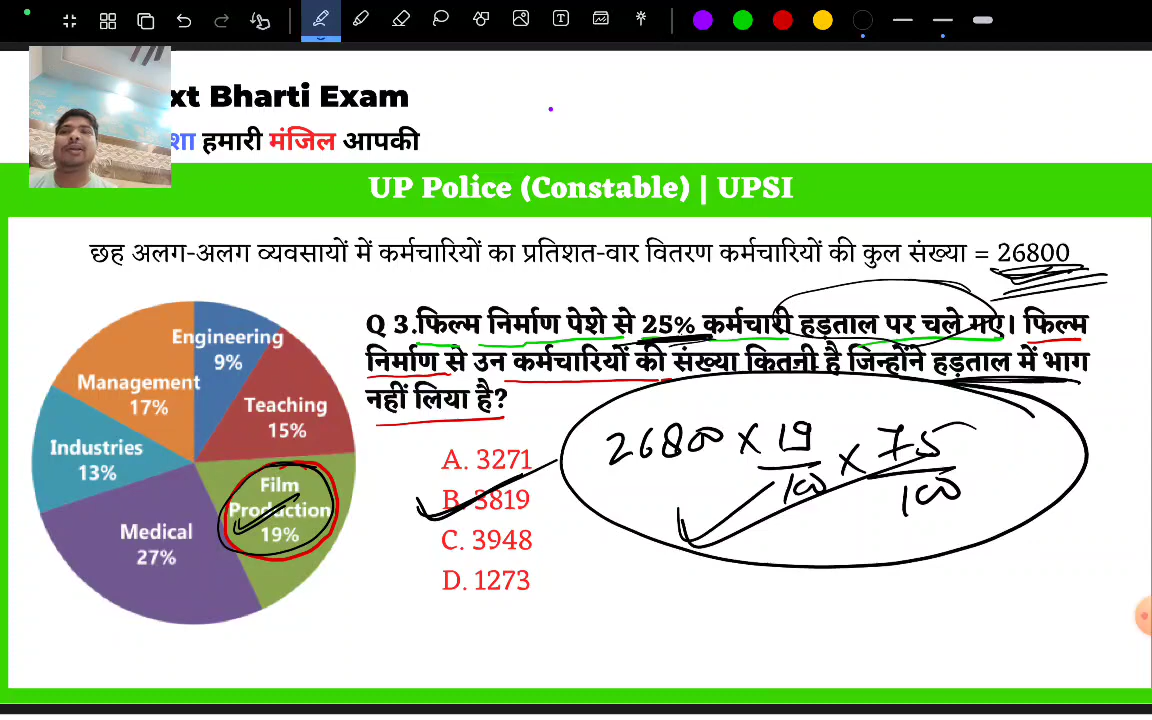 xt Bharti Exam
शा हमारी मंजिल आपकी
UP Police (Constable) | UPSI
छह अलग-अलग व्यवसायों में कर्मचारियों का प्रतिशत-वार वितरण कर्मचारियों की कुल संख्या = 26800
Engineering
9%
Teaching
15%
Film
Production
19%
Medical
27%
Industries
13%
Management
17%
Q 3.फिल्म निर्माण पेशे से 25% कर्मचारी हड़ताल पर चले गए। फिल्म
निर्माण से उन कर्मचारियों की संख्या कितनी है जिन्होंने हड़ताल में भाग
नहीं लिया है?
A. 3271
B. 3819
C. 3948
D. 1273
26800 × 19/100 × 75/100